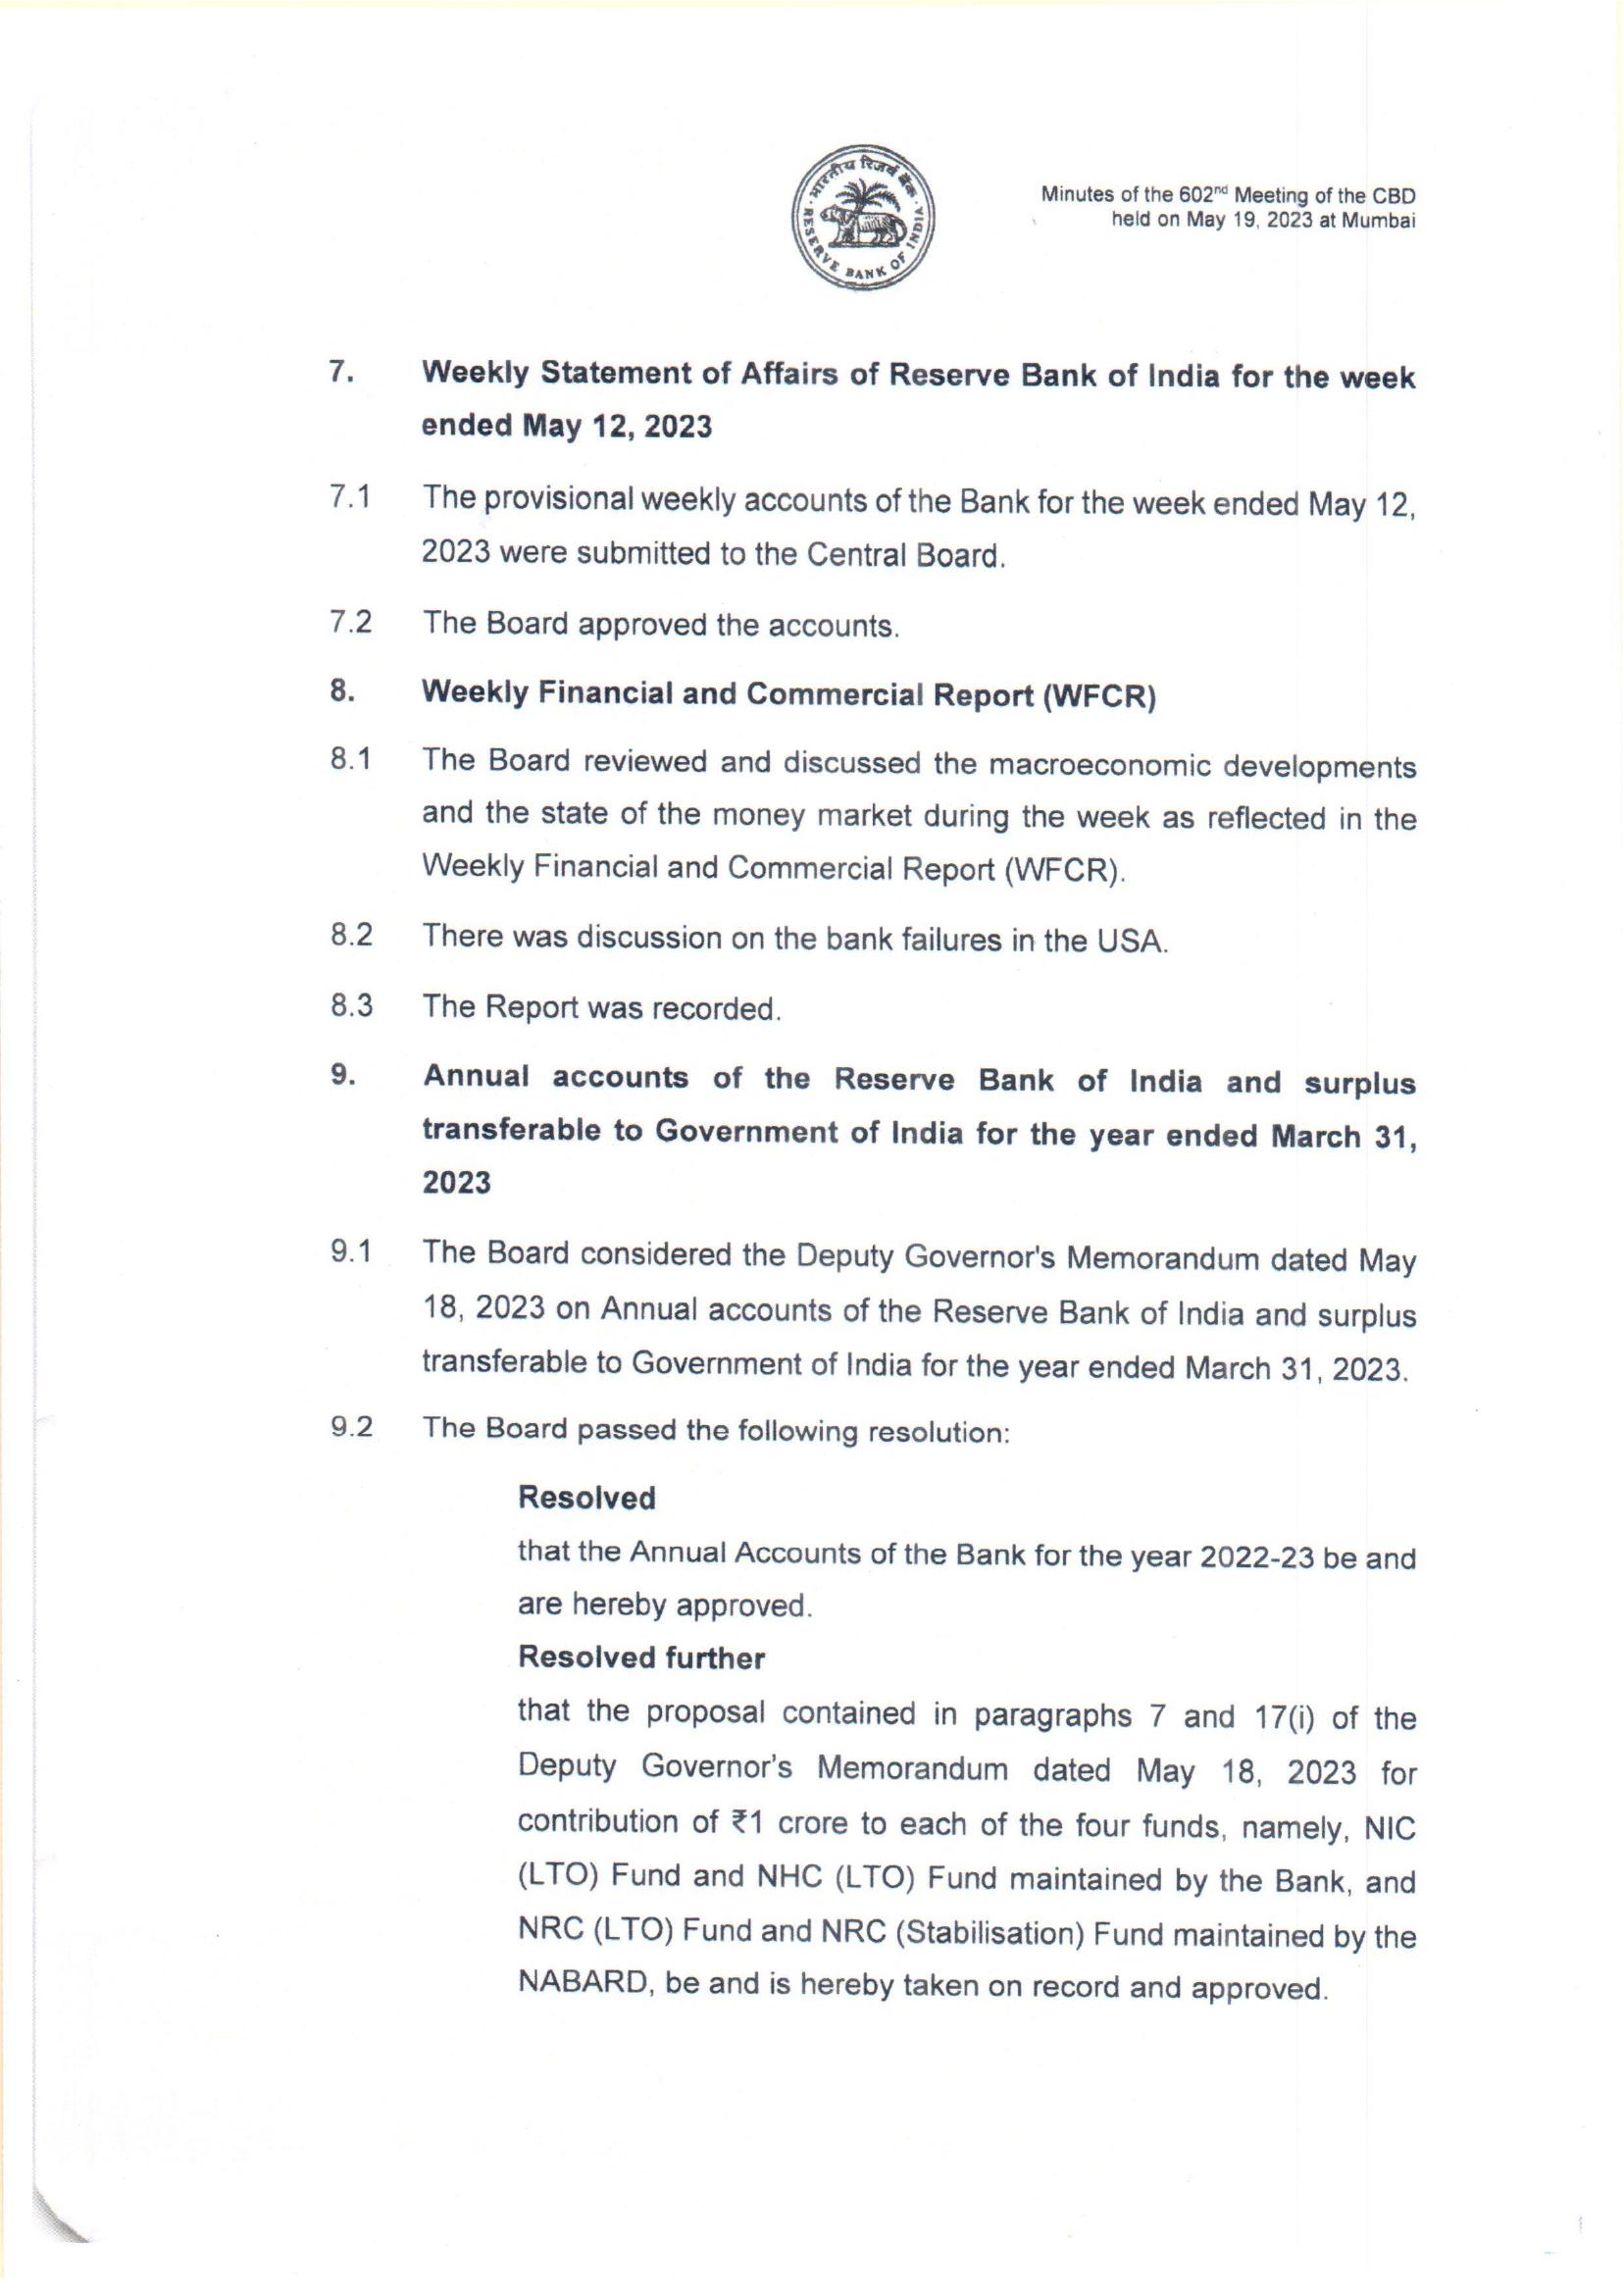 भारतीय रिज़र्व बैंक
RESERVE BANK OF INDIA
Minutes of the 602nd Meeting of the CBD
held on May 19, 2023 at Mumbai
7. Weekly Statement of Affairs of Reserve Bank of India for the week
ended May 12, 2023
7.1 The provisional weekly accounts of the Bank for the week ended May 12,
2023 were submitted to the Central Board.
7.2 The Board approved the accounts.
8. Weekly Financial and Commercial Report (WFCR)
8.1 The Board reviewed and discussed the macroeconomic developments
and the state of the money market during the week as reflected in the
Weekly Financial and Commercial Report (WFCR).
8.2 There was discussion on the bank failures in the USA.
8.3 The Report was recorded.
9. Annual accounts of the Reserve Bank of India and surplus
transferable to Government of India for the year ended March 31,
2023
9.1 The Board considered the Deputy Governor's Memorandum dated May
18, 2023 on Annual accounts of the Reserve Bank of India and surplus
transferable to Government of India for the year ended March 31, 2023.
9.2 The Board passed the following resolution:
Resolved
that the Annual Accounts of the Bank for the year 2022-23 be and
are hereby approved.
Resolved further
that the proposal contained in paragraphs 7 and 17(i) of the
Deputy Governor's Memorandum dated May 18, 2023 for
contribution of ₹1 crore to each of the four funds, namely, NIC
(LTO) Fund and NHC (LTO) Fund maintained by the Bank, and
NRC (LTO) Fund and NRC (Stabilisation) Fund maintained by the
NABARD, be and is hereby taken on record and approved.